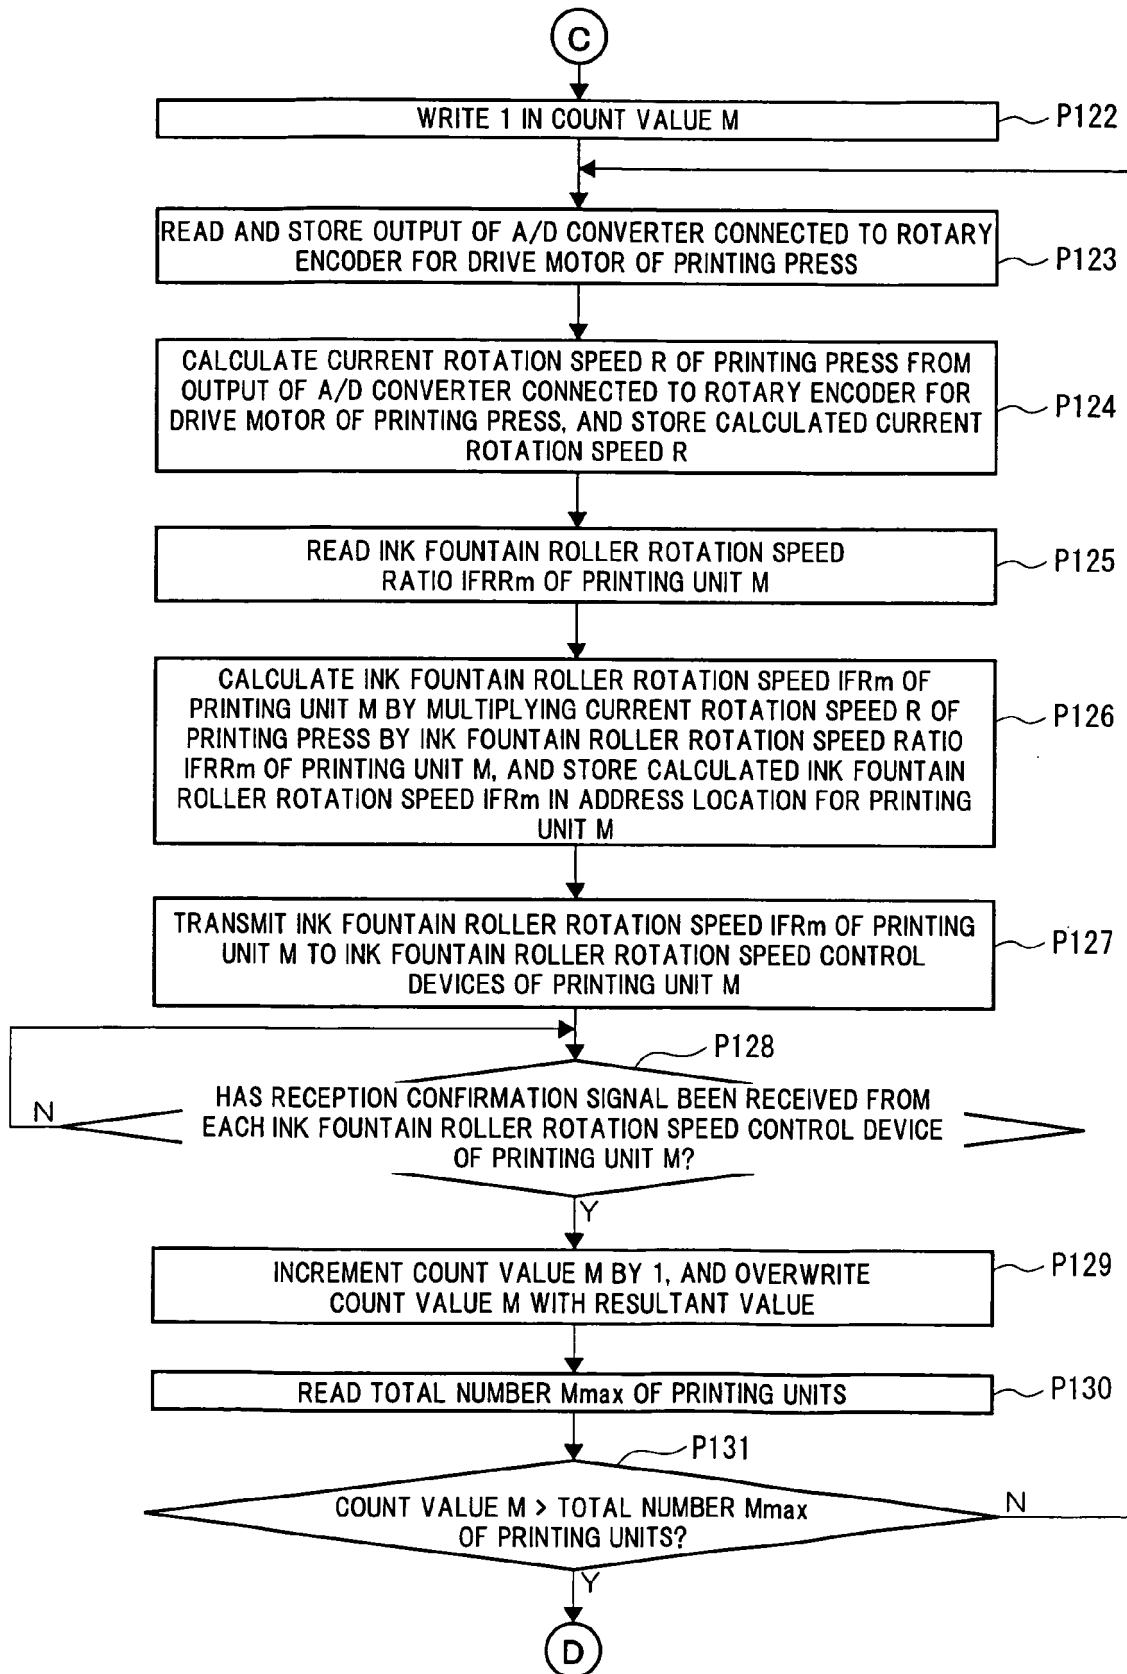 C
WRITE 1 IN COUNT VALUE M
P122
READ AND STORE OUTPUT OF A/D CONVERTER CONNECTED TO ROTARY
ENCODER FOR DRIVE MOTOR OF PRINTING PRESS
P123
CALCULATE CURRENT ROTATION SPEED R OF PRINTING PRESS FROM
OUTPUT OF A/D CONVERTER CONNECTED TO ROTARY ENCODER FOR
DRIVE MOTOR OF PRINTING PRESS, AND STORE CALCULATED CURRENT
ROTATION SPEED R
P124
READ INK FOUNTAIN ROLLER ROTATION SPEED
RATIO IFRRm OF PRINTING UNIT M
P125
CALCULATE INK FOUNTAIN ROLLER ROTATION SPEED IFRm OF
PRINTING UNIT M BY MULTIPLYING CURRENT ROTATION SPEED R OF
PRINTING PRESS BY INK FOUNTAIN ROLLER ROTATION SPEED RATIO
IFRRm OF PRINTING UNIT M, AND STORE CALCULATED INK FOUNTAIN
ROLLER ROTATION SPEED IFRm IN ADDRESS LOCATION FOR PRINTING
UNIT M
P126
TRANSMIT INK FOUNTAIN ROLLER ROTATION SPEED IFRm OF PRINTING
UNIT M TO INK FOUNTAIN ROLLER ROTATION SPEED CONTROL
DEVICES OF PRINTING UNIT M
P127
P128
HAS RECEPTION CONFIRMATION SIGNAL BEEN RECEIVED FROM
EACH INK FOUNTAIN ROLLER ROTATION SPEED CONTROL DEVICE
OF PRINTING UNIT M?
N
Y
INCREMENT COUNT VALUE M BY 1, AND OVERWRITE
COUNT VALUE M WITH RESULTANT VALUE
P129
READ TOTAL NUMBER Mmax OF PRINTING UNITS
P130
P131
COUNT VALUE M > TOTAL NUMBER Mmax
OF PRINTING UNITS?
N
Y
D